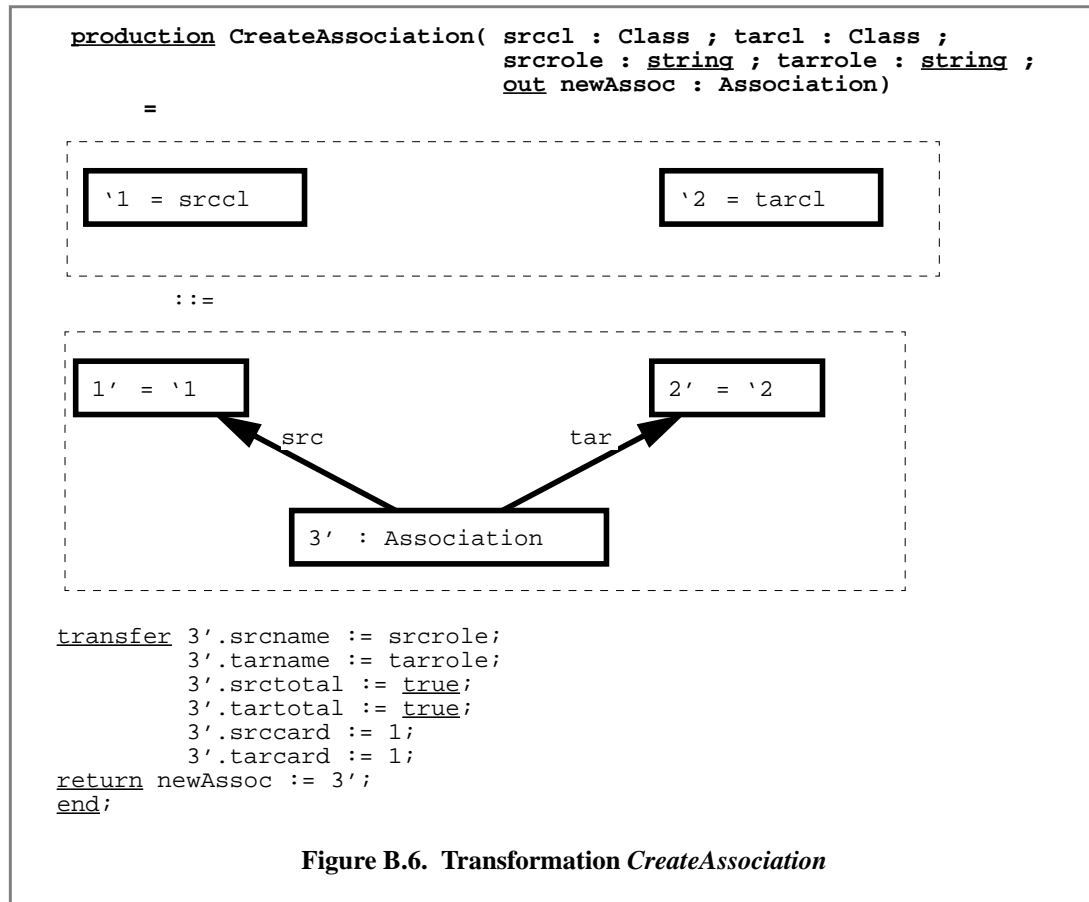 production CreateAssociation( srccl : Class ; tarcl : Class ;
srcrole : string ; tarrole : string ;
out newAssoc : Association)
=
‘1 = srccl
‘2 = tarcl
::=
1’ = ‘1
2’ = ‘2
src
tar
3’ : Association
transfer 3’.srcname := srcrole;
3’.tarname := tarrole;
3’.srctotal := true;
3’.tartotal := true;
3’.srccard := 1;
3’.tarcard := 1;
return newAssoc := 3’;
end;
Figure B.6. Transformation CreateAssociation